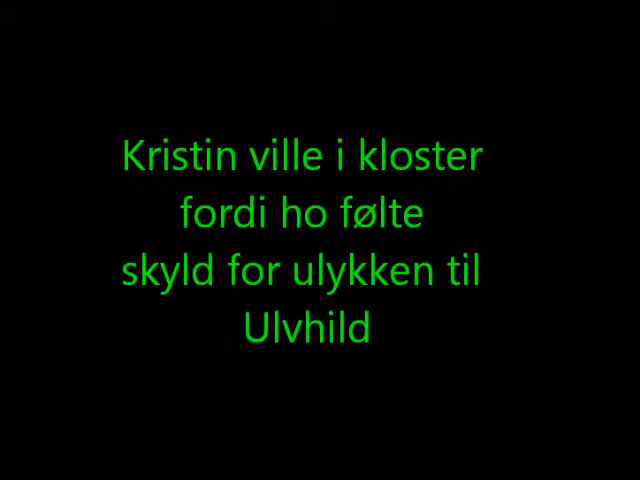 Kristin ville i kloster
fordi ho følte
skyld for ulykken til
Ulvhild